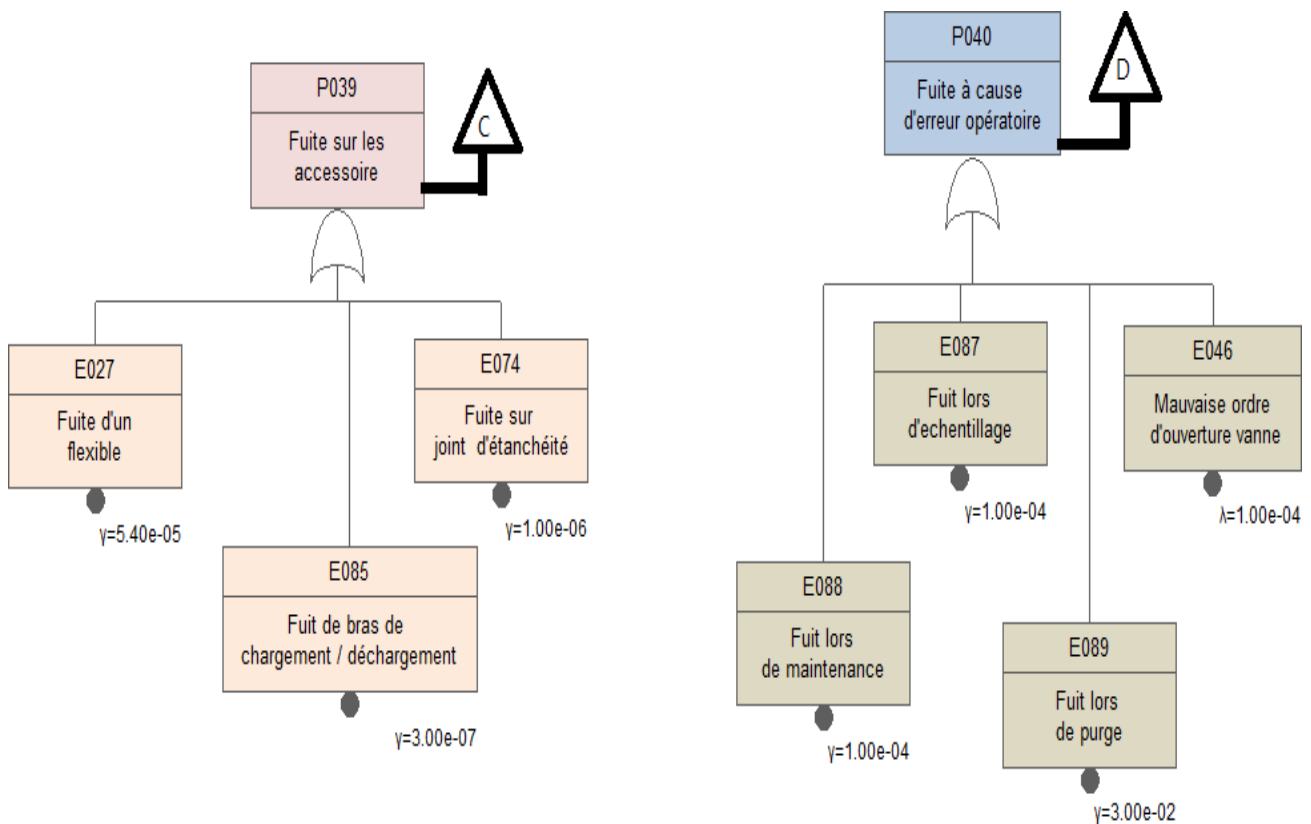 P039
Fuite sur les
accessoire
C
E027
Fuite d'un
flexible
γ=5.40e-05
E085
Fuit de bras de
chargement / déchargement
γ=3.00e-07
E074
Fuite sur
joint d'étanchéité
γ=1.00e-06
P040
Fuite à cause
d'erreur opératoire
D
E088
Fuit lors
de maintenance
γ=1.00e-04
E087
Fuit lors
d'echentillage
γ=1.00e-04
E089
Fuit lors
de purge
γ=3.00e-02
E046
Mauvaise ordre
d'ouverture vanne
λ=1.00e-04